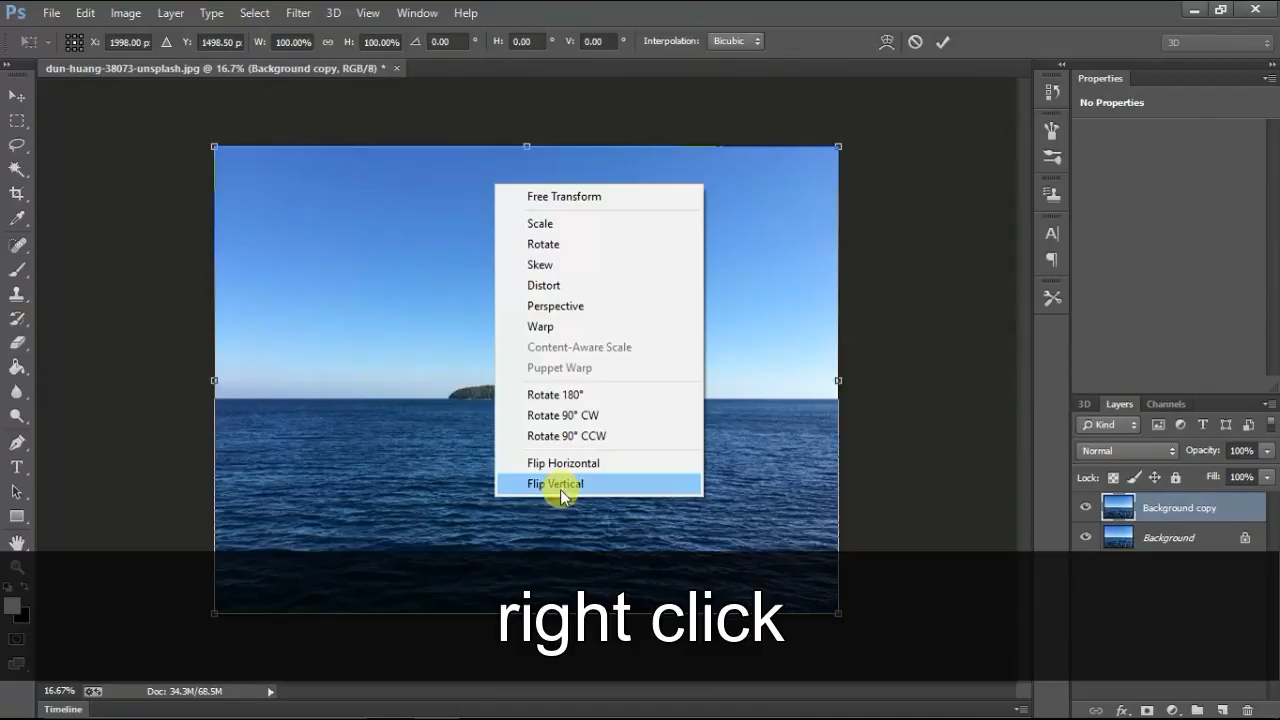 Ps File Edit Image Layer Type Select Filter 3D View Window Help
X: 1998.00 p Y: 1498.50 p W: 100.00% H: 100.00% 0.00 ° H: 0.00 ° V: 0.00 ° Interpolation: Bicubic 3D
dun-huang-38073-unsplash.jpg @ 16.7% (Background copy, RGB/8) * ×
Properties
No Properties
Free Transform
Scale
Rotate
Skew
Distort
Perspective
Warp
Content-Aware Scale
Puppet Warp
Rotate 180°
Rotate 90° CW
Rotate 90° CCW
Flip Horizontal
Flip Vertical
3D Layers Channels
Kind
Normal Opacity: 100%
Lock: Fill: 100%
Background copy
Background
right click
16.67% Doc: 34.3M/68.5M
Timeline